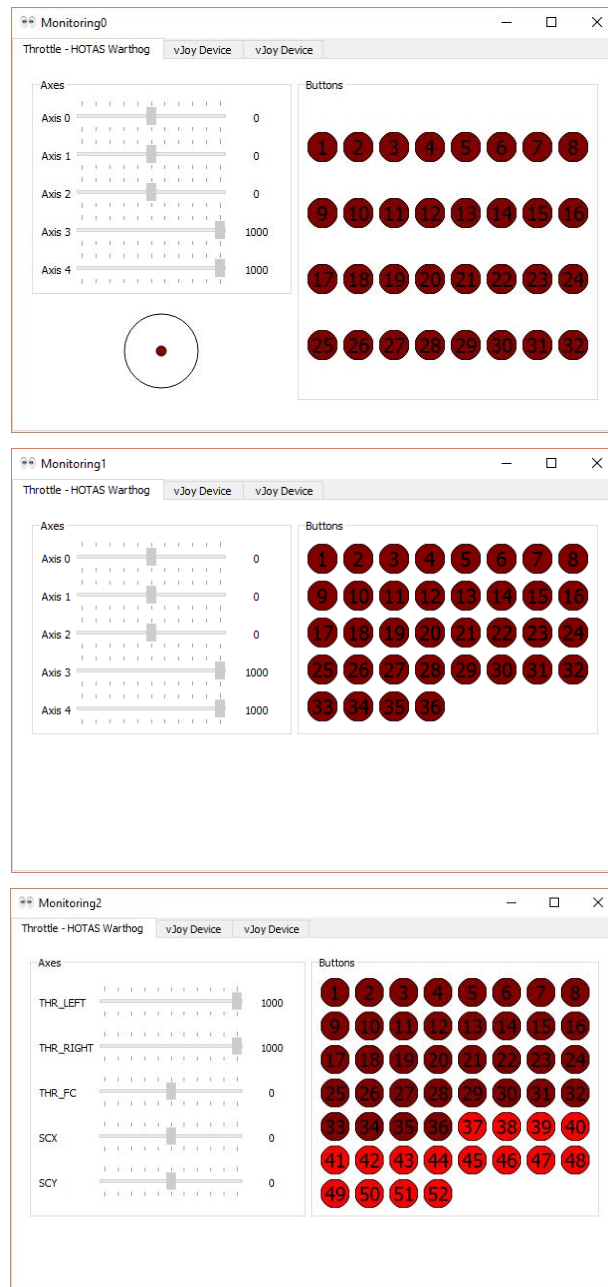 Monitoring0
Throttle - HOTAS Warthog vJoy Device vJoy Device
Axes
Axis 0 0
Axis 1 0
Axis 2 0
Axis 3 1000
Axis 4 1000
Buttons
1 2 3 4 5 6 7 8
9 10 11 12 13 14 15 16
17 18 19 20 21 22 23 24
25 26 27 28 29 30 31 32
Monitoring1
Throttle - HOTAS Warthog vJoy Device vJoy Device
Axes
Axis 0 0
Axis 1 0
Axis 2 0
Axis 3 1000
Axis 4 1000
Buttons
1 2 3 4 5 6 7 8
9 10 11 12 13 14 15 16
17 18 19 20 21 22 23 24
25 26 27 28 29 30 31 32
33 34 35 36
Monitoring2
Throttle - HOTAS Warthog vJoy Device vJoy Device
Axes
THR_LEFT 1000
THR_RIGHT 1000
THR_FC 0
SCX 0
SCY 0
Buttons
1 2 3 4 5 6 7 8
9 10 11 12 13 14 15 16
17 18 19 20 21 22 23 24
25 26 27 28 29 30 31 32
33 34 35 36 37 38 39 40
41 42 43 44 45 46 47 48
49 50 51 52